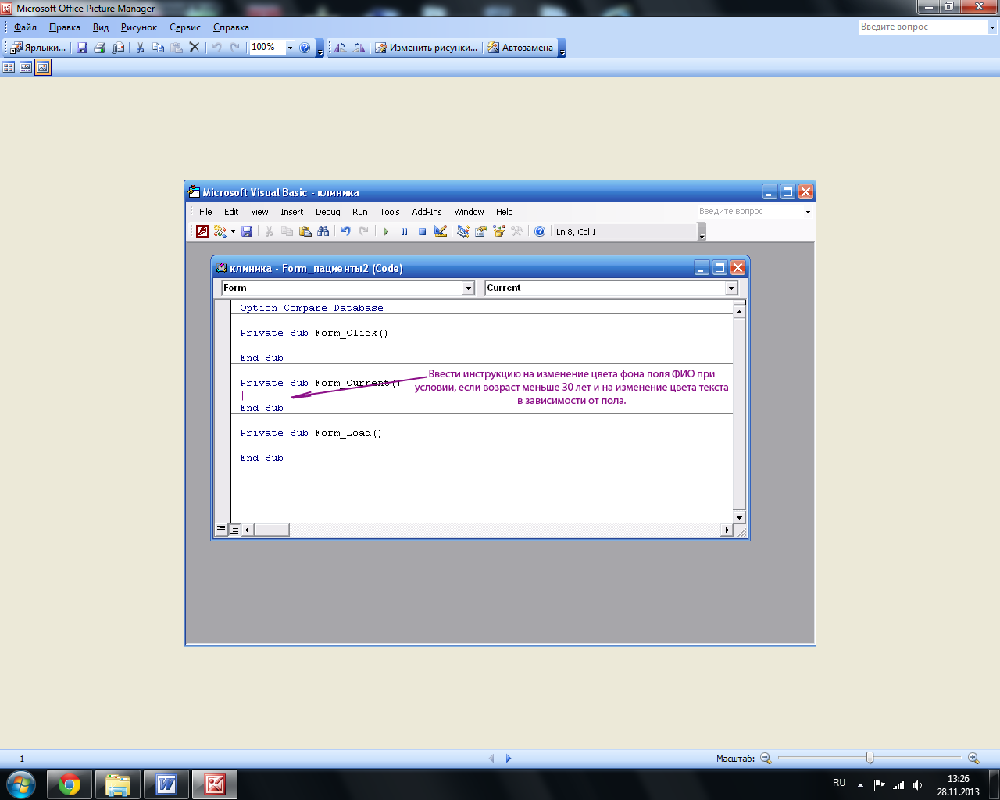 Microsoft Office Picture Manager
Файл Правка Вид Рисунок Сервис Справка
Введите вопрос
Ярлыки... 100% Изменить рисунки... Автозамена
Microsoft Visual Basic - клиника
File Edit View Insert Debug Run Tools Add-Ins Window Help
Введите вопрос
Ln 8, Col 1
клиника - Form_пациенты2 (Code)
Form Current
Option Compare Database
Private Sub Form_Click()
End Sub
Private Sub Form_Current()
End Sub
Ввести инструкцию на изменение цвета фона поля ФИО при
условии, если возраст меньше 30 лет и на изменение цвета текста
в зависимости от пола.
Private Sub Form_Load()
End Sub
1
Масштаб:
RU
13:26
28.11.2013